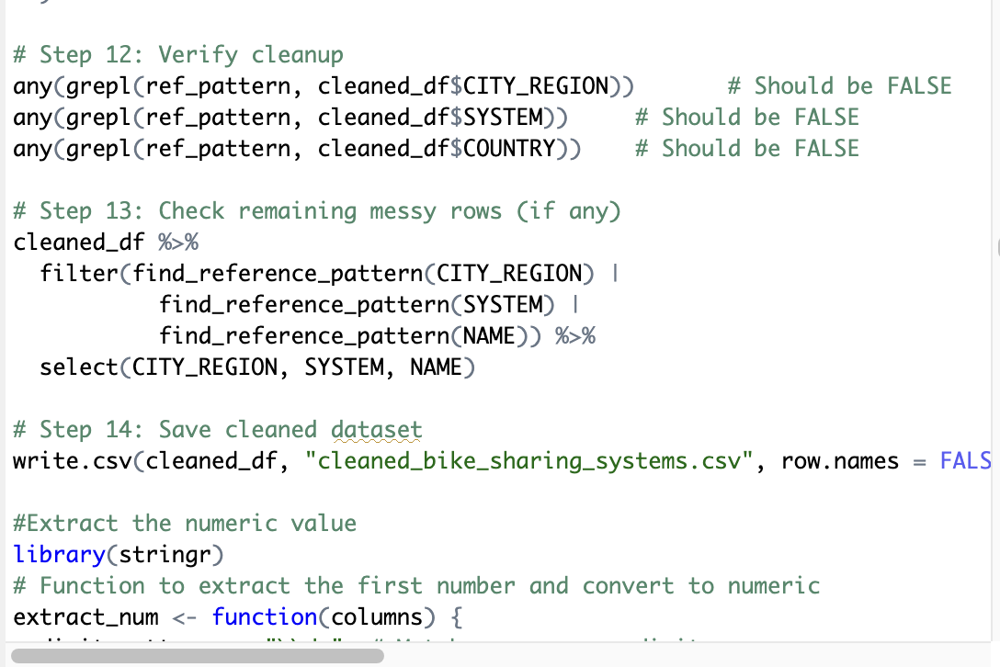 # Step 12: Verify cleanup
any(grepl(ref_pattern, cleaned_df$CITY_REGION))       # Should be FALSE
any(grepl(ref_pattern, cleaned_df$SYSTEM))     # Should be FALSE
any(grepl(ref_pattern, cleaned_df$COUNTRY))    # Should be FALSE
# Step 13: Check remaining messy rows (if any)
cleaned_df %>%
  filter(find_reference_pattern(CITY_REGION) |
           find_reference_pattern(SYSTEM) |
           find_reference_pattern(NAME)) %>%
  select(CITY_REGION, SYSTEM, NAME)
# Step 14: Save cleaned dataset
write.csv(cleaned_df, "cleaned_bike_sharing_systems.csv", row.names = FALS
#Extract the numeric value
library(stringr)
# Function to extract the first number and convert to numeric
extract_num <- function(columns) {